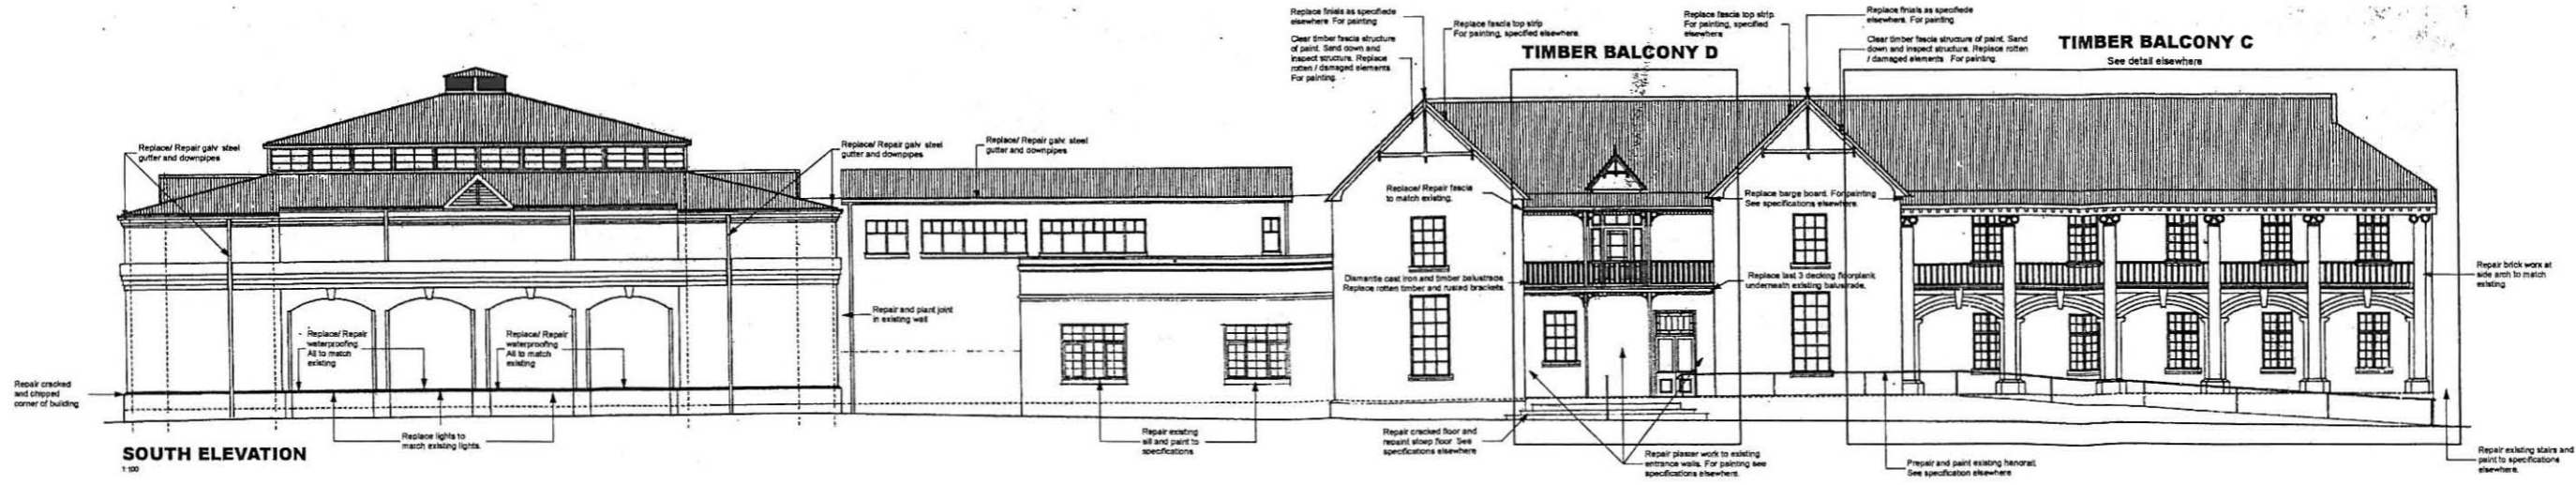 Replace finials as specifiede
elsewhere For painting
Clear timber fascia structure
of paint. Sand down and
inspect structure. Replace
rotten / damaged elements
For painting.
Replace fascia top strip
For painting, specified elsewhere.
TIMBER BALCONY D
Replace fascia top strip.
For painting, specified
elsewhere
Replace finials as specifiede
elsewhere. For painting
Clear timber fascia structure of paint. Sand
down and inspect structure. Replace rotten
/ damaged elements For painting.
TIMBER BALCONY C
See detail elsewhere
Replace/ Repair galv steel
gutter and downpipes
Replace/ Repair galv steel
gutter and downpipes
Replace/ Repair galv. steel
gutter and downpipes
Replace/ Repair fascia
to match existing.
Replace barge board. For painting
See specifications elsewhere.
Dismantle cast iron and timber balustrade
Replace rotten timber and rusted brackets.
Replace last 3 decking floorplank
underneath existing balustrade.
Repair brick work at
side arch to match
existing
Repair and plant joint
in existing wall
Replace/ Repair
waterproofing
All to match
existing
Replace/ Repair
waterproofing
All to match
existing
Repair cracked
and chipped
corner of building
Replace lights to
match existing lights.
Repair existing
sill and paint to
specifications
Repair cracked floor and
repaint stoep floor See
specifications elsewhere
Repair plaster work to existing
entrance walls. For painting see
specifications elsewhere.
Prepair and paint existing handrail.
See specification elsewhere
Repair existing stairs and
paint to specifications
elsewhere.
SOUTH ELEVATION
1:100